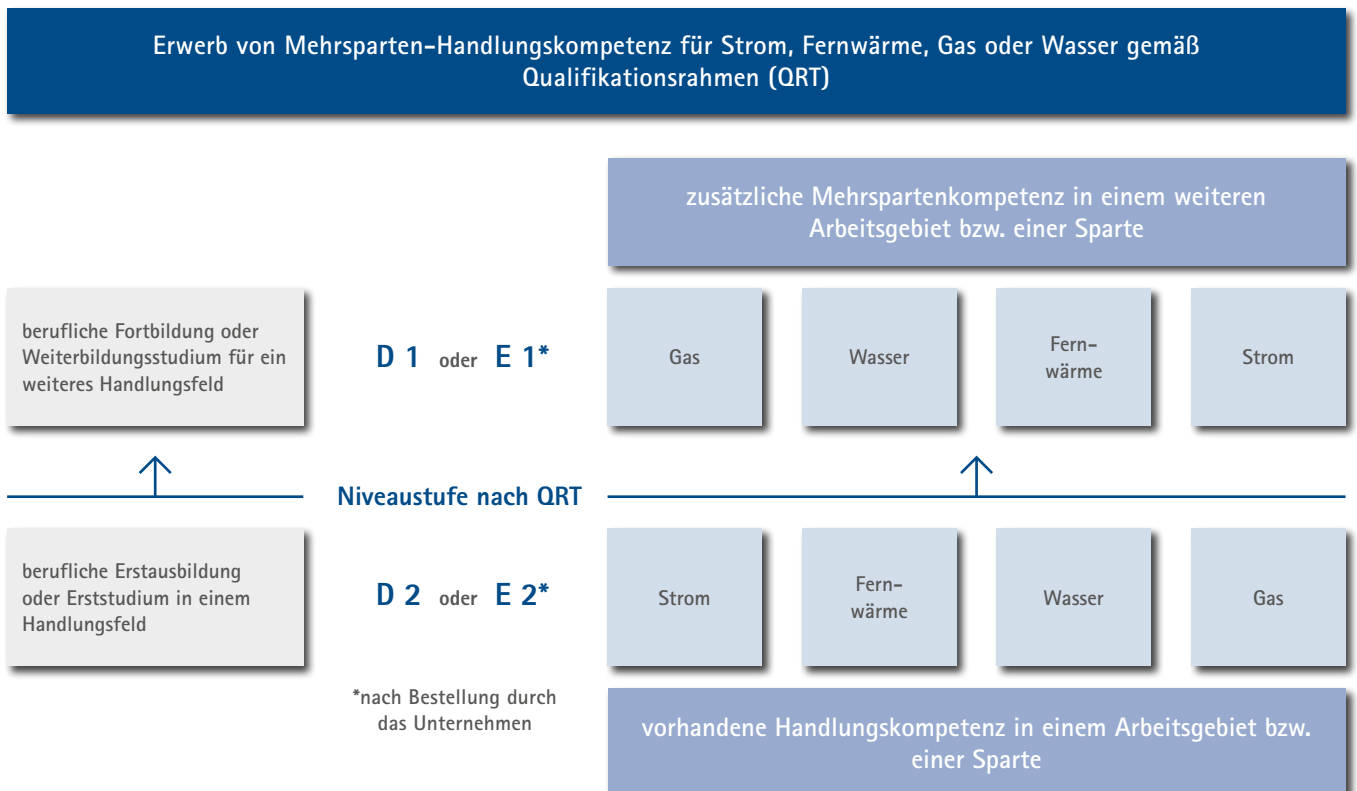 Erwerb von Mehrsparten-Handlungskompetenz für Strom, Fernwärme, Gas oder Wasser gemäß
Qualifikationsrahmen (QRT)
zusätzliche Mehrspartenkompetenz in einem weiteren
Arbeitsgebiet bzw. einer Sparte
berufliche Fortbildung oder
Weiterbildungsstudium für ein
weiteres Handlungsfeld
D 1 oder E 1*
Gas
Wasser
Fern-
wärme
Strom
Niveaustufe nach QRT
berufliche Erstausbildung
oder Erststudium in einem
Handlungsfeld
D 2 oder E 2*
Strom
Fern-
wärme
Wasser
Gas
*nach Bestellung durch
das Unternehmen
vorhandene Handlungskompetenz in einem Arbeitsgebiet bzw.
einer Sparte